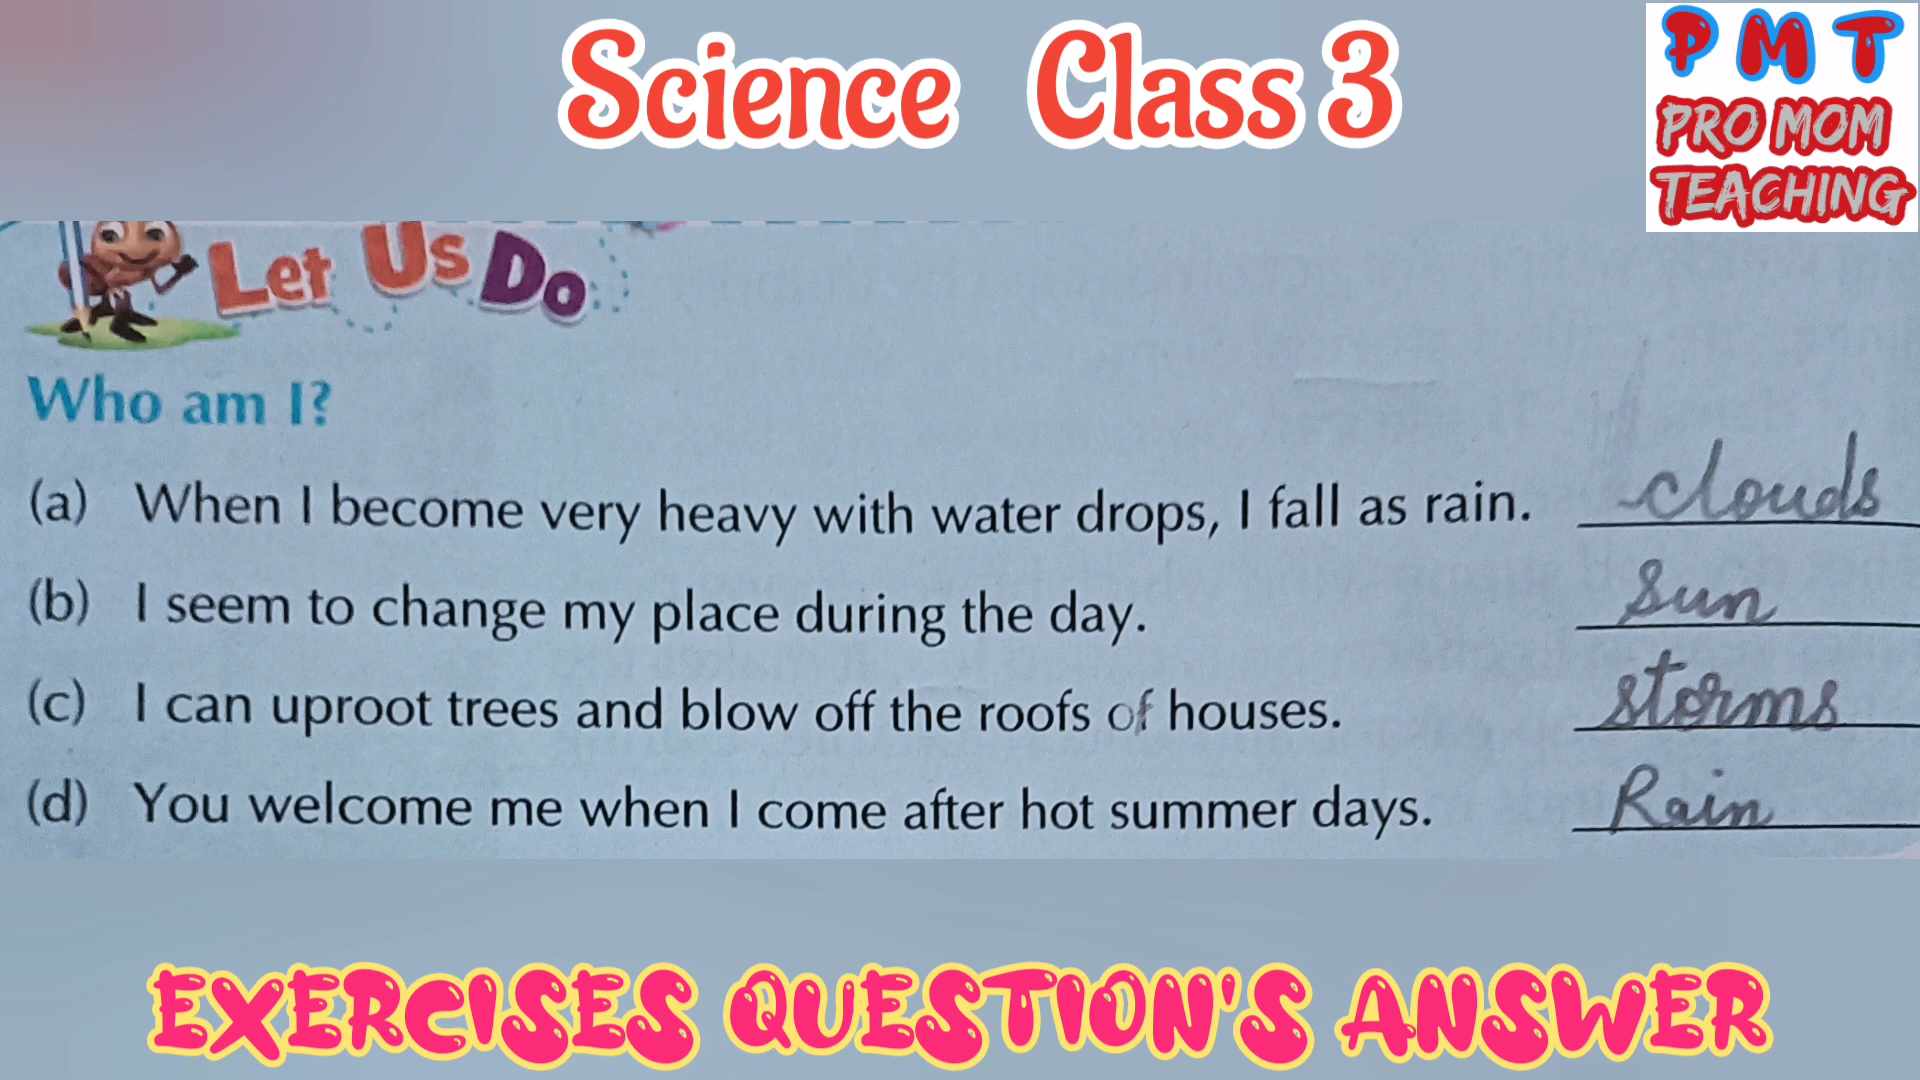 Science Class 3
P M T
PRO MOM
TEACHING
Let Us Do
Who am I?
(a) When I become very heavy with water drops, I fall as rain. clouds
(b) I seem to change my place during the day. Sun
(c) I can uproot trees and blow off the roofs of houses. storms
(d) You welcome me when I come after hot summer days. Rain
EXERCISES QUESTION'S ANSWER